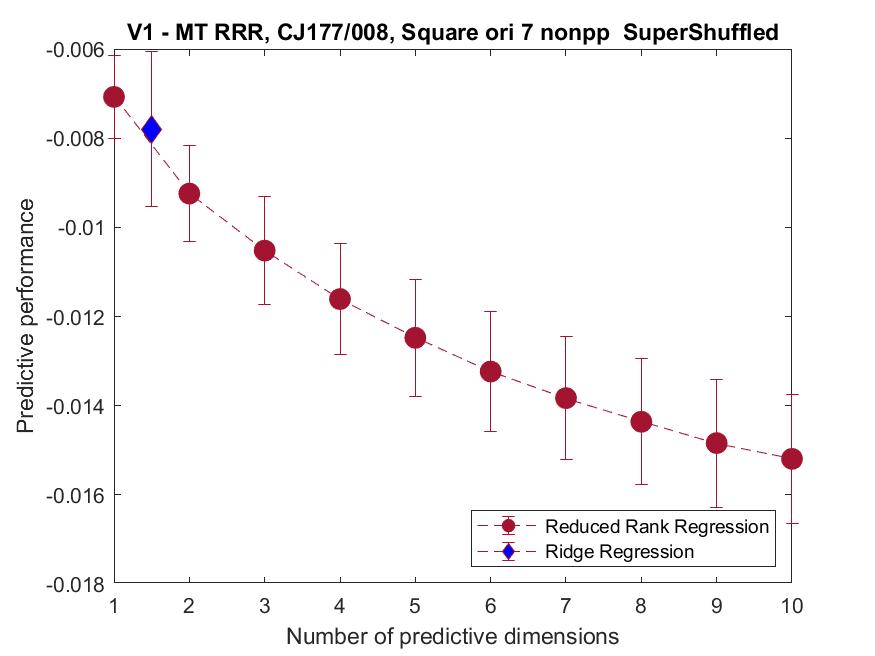 V1 - MT RRR, CJ177/008, Square ori 7 nonpp  SuperShuffled
-0.006
-0.008
-0.01
-0.012
-0.014
-0.016
-0.018
Predictive performance
1 2 3 4 5 6 7 8 9 10
Number of predictive dimensions
Reduced Rank Regression
Ridge Regression